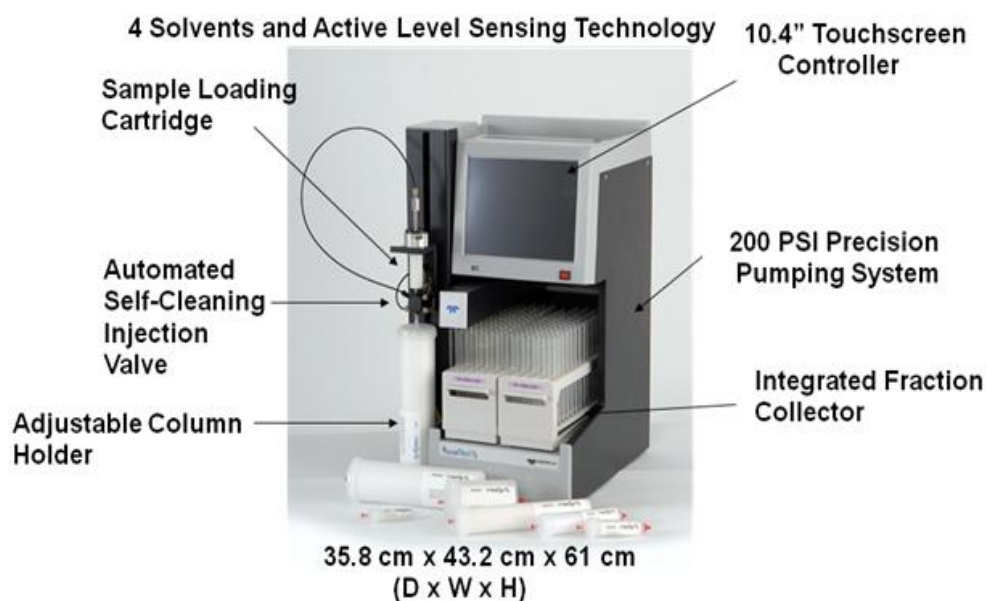 4 Solvents and Active Level Sensing Technology
10.4” Touchscreen
Controller
Sample Loading
Cartridge
200 PSI Precision
Pumping System
Automated
Self-Cleaning
Injection
Valve
Integrated Fraction
Collector
Adjustable Column
Holder
35.8 cm x 43.2 cm x 61 cm
(D x W x H)